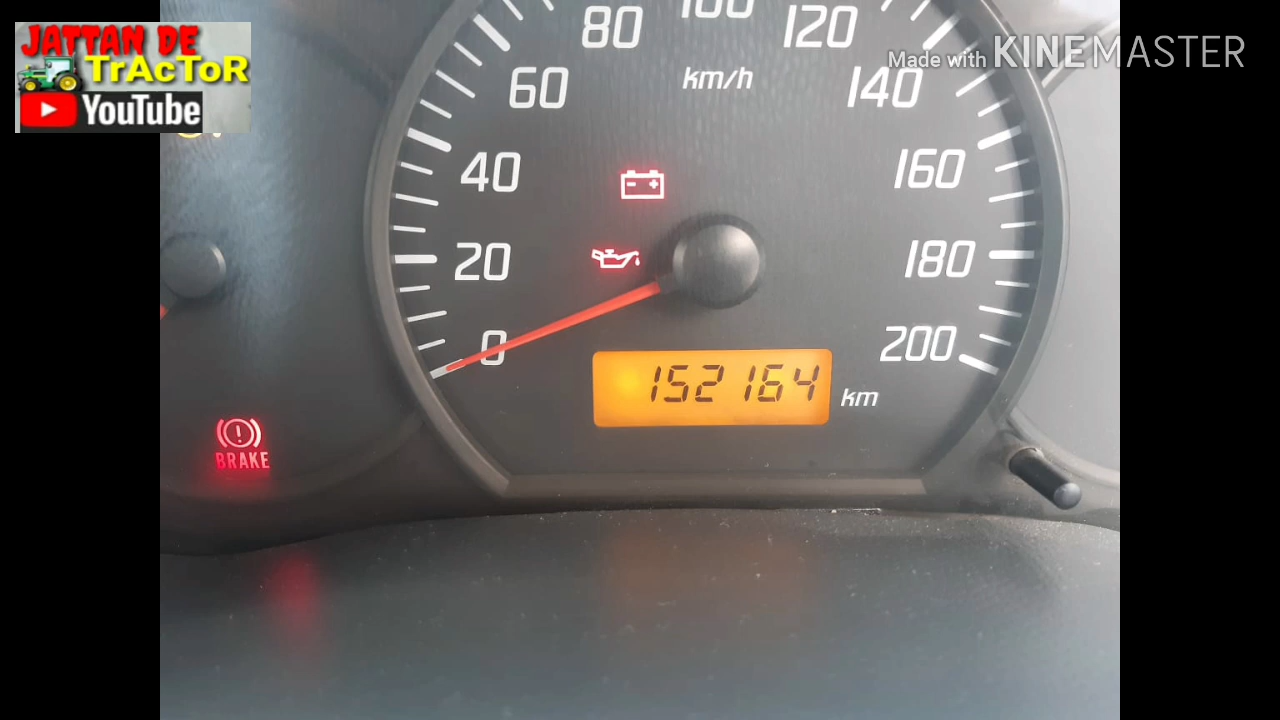 JATTAN DE
TrAcToR
YouTube
Made with KINEMASTER
80
100
120
60
km/h
140
40
160
20
180
0
200
152164 km
BRAKE